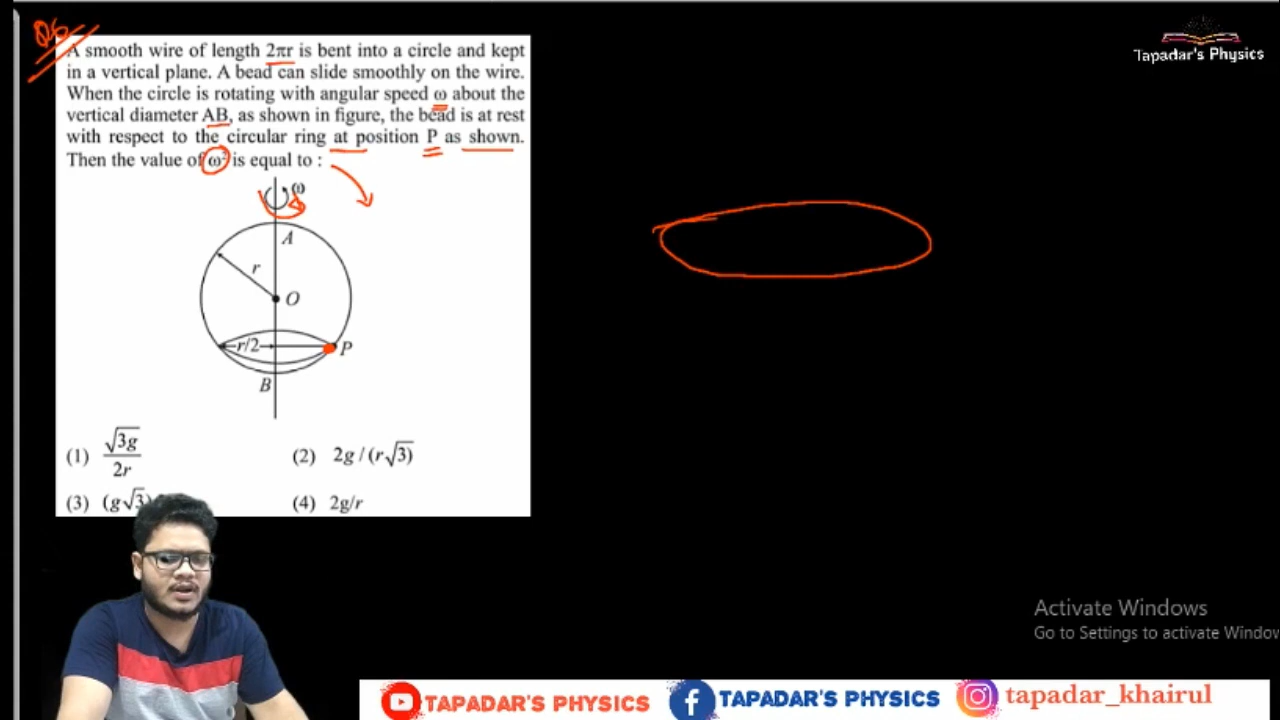 Q6
Tapadar's Physics
A smooth wire of length 2πr is bent into a circle and kept
in a vertical plane. A bead can slide smoothly on the wire.
When the circle is rotating with angular speed ω about the
vertical diameter AB, as shown in figure, the bead is at rest
with respect to the circular ring at position P as shown.
Then the value of ω² is equal to :
ω
A
r
O
r/2
P
B
(1) √3g / 2r
(2) 2g / (r√3)
(3) (g√3)
(4) 2g/r
Activate Windows
Go to Settings to activate Window
TAPADAR'S PHYSICS
TAPADAR'S PHYSICS
tapadar_khairul